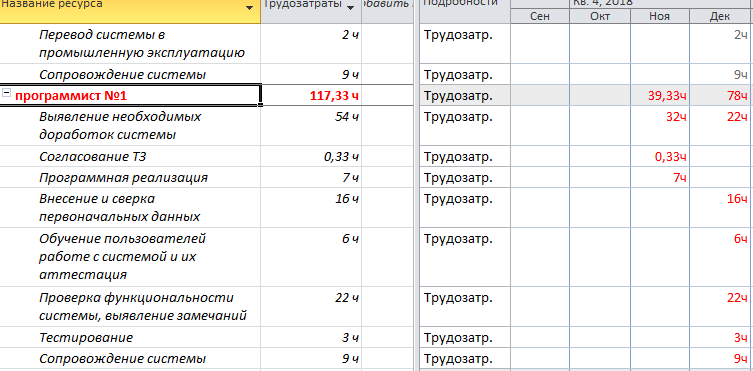 Название ресурса Трудозатраты Подробности Кв. 4, 2018
Сен Окт Ноя Дек
Перевод системы в 2 ч Трудозатр. 2ч
промышленную эксплуатацию
Сопровождение системы 9 ч Трудозатр. 9ч
программист №1 117,33 ч Трудозатр. 39,33ч 78ч
Выявление необходимых 54 ч Трудозатр. 32ч 22ч
доработок системы
Согласование ТЗ 0,33 ч Трудозатр. 0,33ч
Программная реализация 7 ч Трудозатр. 7ч
Внесение и сверка 16 ч Трудозатр. 16ч
первоначальных данных
Обучение пользователей 6 ч Трудозатр. 6ч
работе с системой и их
аттестация
Проверка функциональности 22 ч Трудозатр. 22ч
системы, выявление замечаний
Тестирование 3 ч Трудозатр. 3ч
Сопровождение системы 9 ч Трудозатр. 9ч